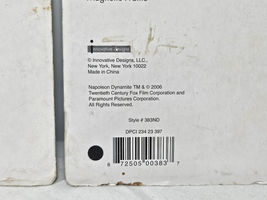 Magnetic Frame
innovative designs
© Innovative Designs, LLC.,
New York, New York 10022
Made in China
Napoleon Dynamite TM & © 2006
Twentieth Century Fox Film Corporation and
Paramount Pictures Corporation.
All Rights Reserved.
Style # 383ND
DPCI 234 23 397
6 72505 00383 7